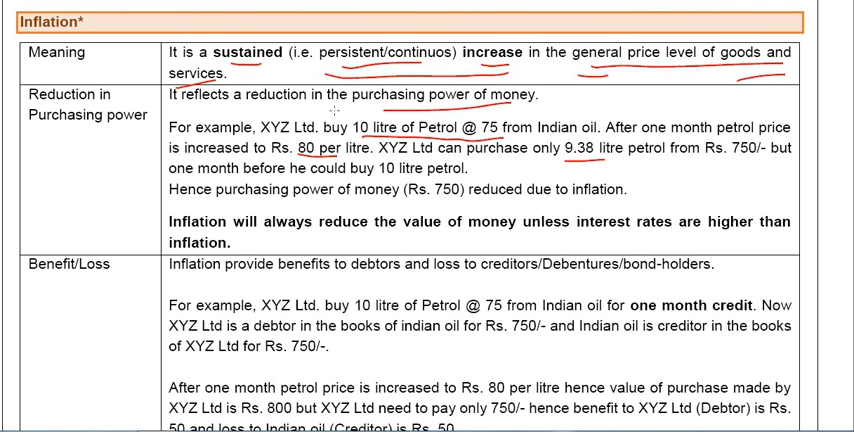 Inflation*
Meaning
It is a sustained (i.e. persistent/continuos) increase in the general price level of goods and
services.
Reduction in
Purchasing power
It reflects a reduction in the purchasing power of money.
For example, XYZ Ltd. buy 10 litre of Petrol @ 75 from Indian oil. After one month petrol price
is increased to Rs. 80 per litre. XYZ Ltd can purchase only 9.38 litre petrol from Rs. 750/- but
one month before he could buy 10 litre petrol.
Hence purchasing power of money (Rs. 750) reduced due to inflation.
Inflation will always reduce the value of money unless interest rates are higher than
inflation.
Benefit/Loss
Inflation provide benefits to debtors and loss to creditors/Debentures/bond-holders.
For example, XYZ Ltd. buy 10 litre of Petrol @ 75 from Indian oil for one month credit. Now
XYZ Ltd is a debtor in the books of indian oil for Rs. 750/- and Indian oil is creditor in the books
of XYZ Ltd for Rs. 750/-.
After one month petrol price is increased to Rs. 80 per litre hence value of purchase made by
XYZ Ltd is Rs. 800 but XYZ Ltd need to pay only 750/- hence benefit to XYZ Ltd (Debtor) is Rs.
50 and loss to Indian oil (Creditor) is Rs. 50